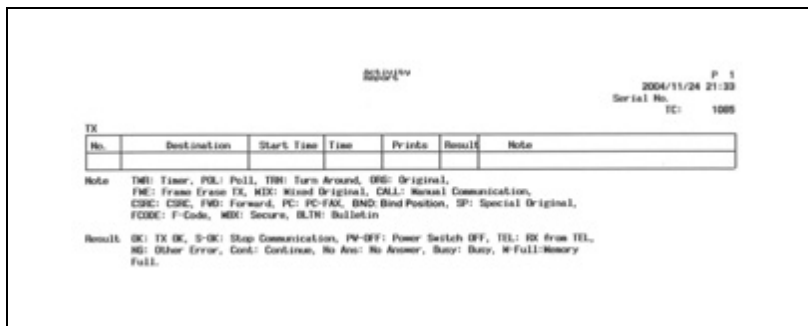 Activity
Report
P 1
2004/11/24 21:33
Serial No.
TC: 1085
TX
No. Destination Start Time Time Prints Result Note
Note TMR: Timer, POL: Poll, TRN: Turn Around, ORG: Original,
FME: Frame Erase TX, MIX: Mixed Original, CALL: Manual Communication,
CSRC: CSRC, FWD: Forward, PC: PC-FAX, BND: Bind Position, SP: Special Original,
FCODE: F-Code, MBX: Secure, BLTN: Bulletin
Result OK: TX OK, S-OK: Stop Communication, PW-OFF: Power Switch OFF, TEL: RX from TEL,
NG: Other Error, Cont: Continue, No Ans: No Answer, Busy: Busy, M-Full:Memory
Full.